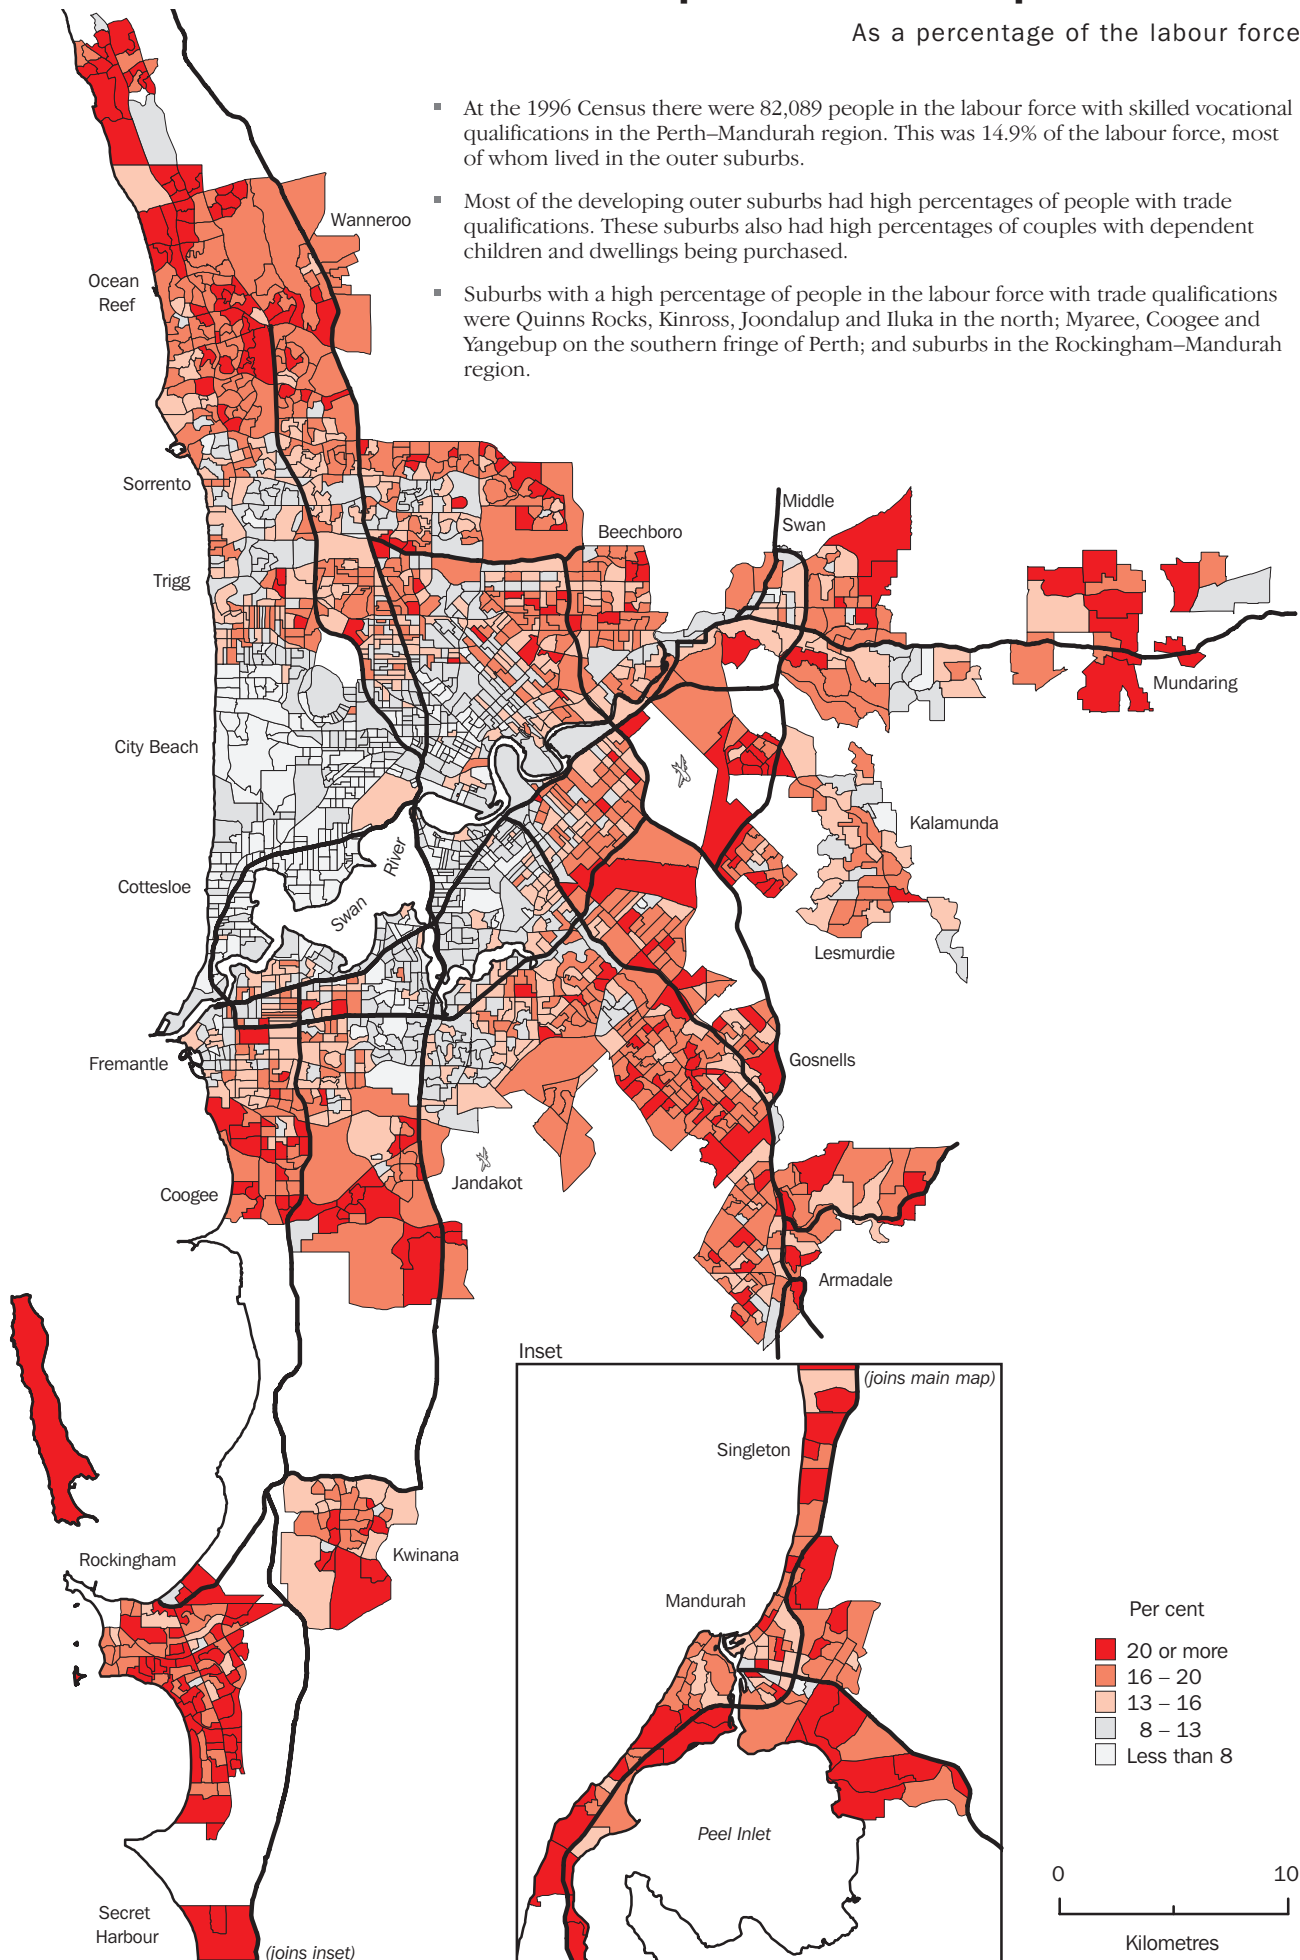 As a percentage of the labour force
▪ At the 1996 Census there were 82,089 people in the labour force with skilled vocational
qualifications in the Perth–Mandurah region. This was 14.9% of the labour force, most
of whom lived in the outer suburbs.
▪ Most of the developing outer suburbs had high percentages of people with trade
qualifications. These suburbs also had high percentages of couples with dependent
children and dwellings being purchased.
▪ Suburbs with a high percentage of people in the labour force with trade qualifications
were Quinns Rocks, Kinross, Joondalup and Iluka in the north; Myaree, Coogee and
Yangebup on the southern fringe of Perth; and suburbs in the Rockingham–Mandurah
region.
Wanneroo
Ocean
Reef
Sorrento
Middle
Swan
Beechboro
Trigg
Mundaring
City Beach
Kalamunda
River
Cottesloe
Swan
Lesmurdie
Fremantle
Gosnells
Jandakot
Coogee
Armadale
Inset
(joins main map)
Singleton
Rockingham
Kwinana
Mandurah
Peel Inlet
Secret
Harbour
(joins inset)
Per cent
20 or more
16 – 20
13 – 16
8 – 13
Less than 8
0 10
Kilometres